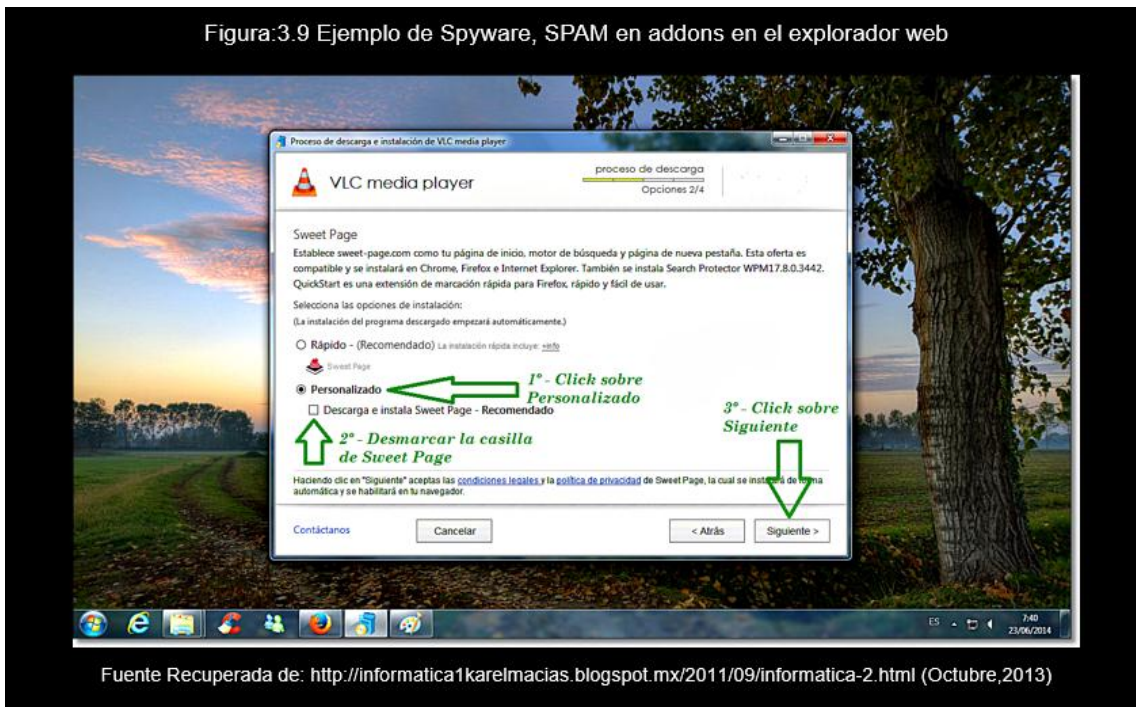 Figura:3.9 Ejemplo de Spyware, SPAM en addons en el explorador web
Proceso de descarga e instalación de VLC media player
VLC media player
proceso de descarga
Opciones 2/4
Sweet Page
Establece sweet-page.com como tu página de inicio, motor de búsqueda y página de nueva pestaña. Esta oferta es
compatible y se instalará en Chrome, Firefox e Internet Explorer. También se instala Search Protector WPM17.8.0.3442.
QuickStart es una extensión de marcación rápida para Firefox, rápido y fácil de usar.
Selecciona las opciones de instalación:
(La instalación del programa descargado empezará automáticamente.)
Rápido - (Recomendado) La instalación rápida incluye: +info
Sweet Page
Personalizado
1º - Click sobre
Personalizado
Descarga e instala Sweet Page - Recomendado
2º - Desmarcar la casilla
de Sweet Page
3º - Click sobre
Siguiente
Haciendo clic en "Siguiente" aceptas las condiciones legales y la política de privacidad de Sweet Page, la cual se instalará de forma
automática y se habilitará en tu navegador.
Contáctanos
Cancelar
< Atrás
Siguiente >
ES
7:40
23/06/2014
Fuente Recuperada de: http://informatica1karelmacias.blogspot.mx/2011/09/informatica-2.html (Octubre,2013)